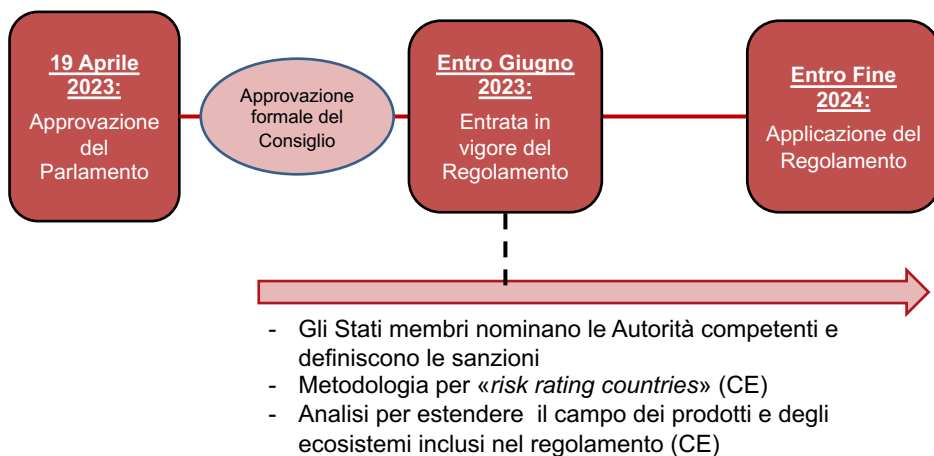 19 Aprile
2023:
Approvazione
del
Parlamento
Approvazione
formale del
Consiglio
Entro Giugno
2023:
Entrata in
vigore del
Regolamento
Entro Fine
2024:
Applicazione del
Regolamento
- Gli Stati membri nominano le Autorità competenti e
definiscono le sanzioni
- Metodologia per «risk rating countries» (CE)
- Analisi per estendere il campo dei prodotti e degli
ecosistemi inclusi nel regolamento (CE)